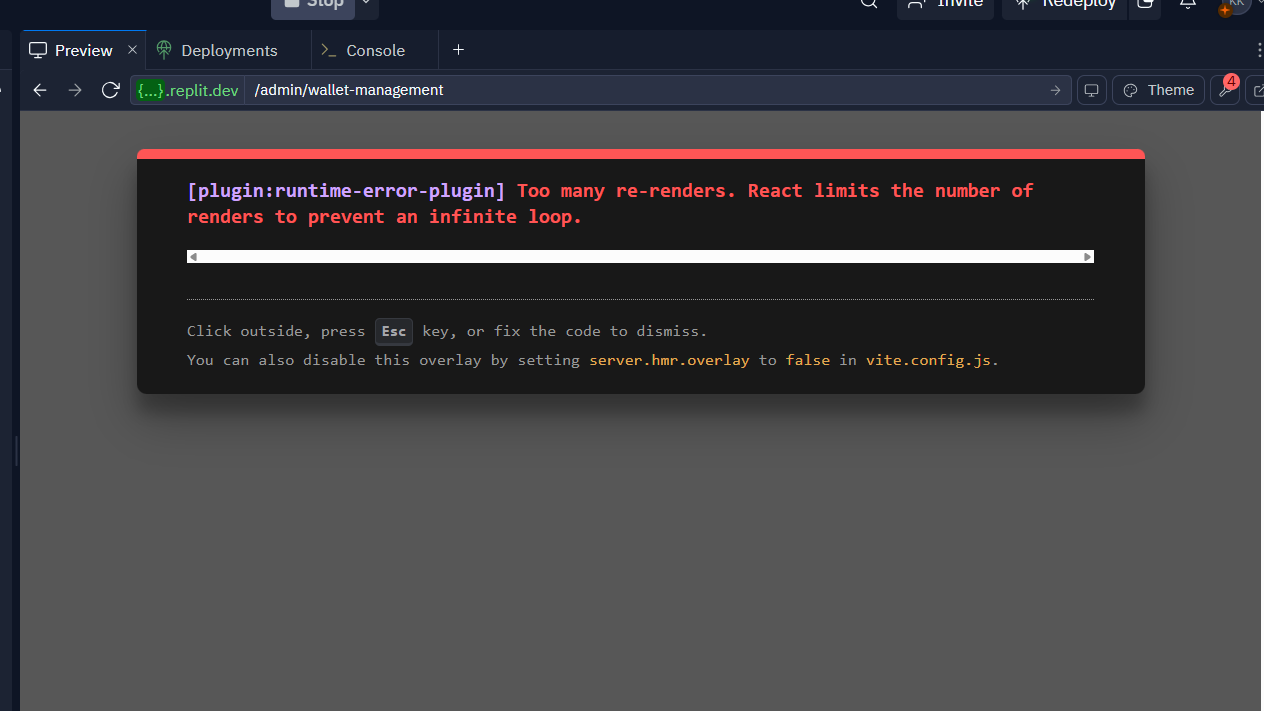 Stop
Invite
Redeploy
KK
Preview
Deployments
Console
{...}.replit.dev
/admin/wallet-management
Theme
4
[plugin:runtime-error-plugin] Too many re-renders. React limits the number of
renders to prevent an infinite loop.
Click outside, press Esc key, or fix the code to dismiss.
You can also disable this overlay by setting server.hmr.overlay to false in vite.config.js.